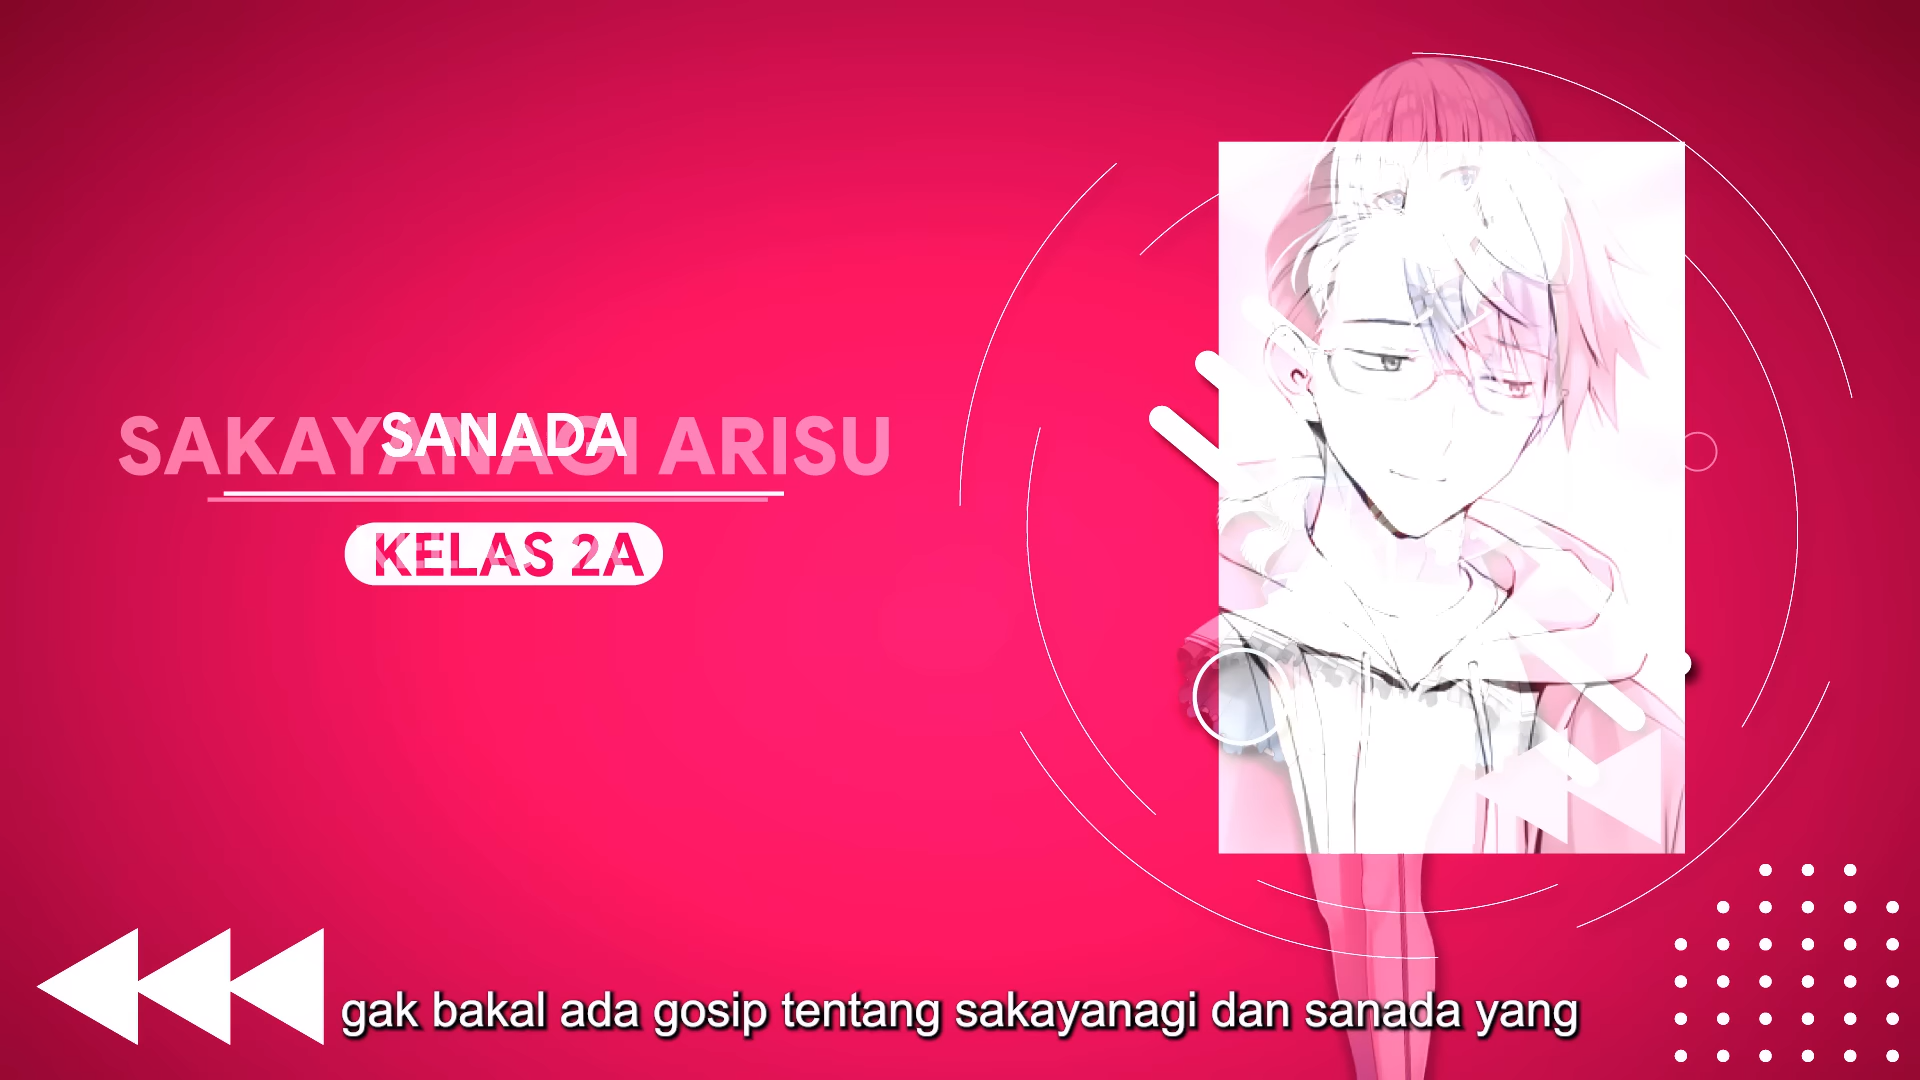 SAKAYANAGI ARISU
SANADA
KELAS 2A
gak bakal ada gosip tentang sakayanagi dan sanada yang